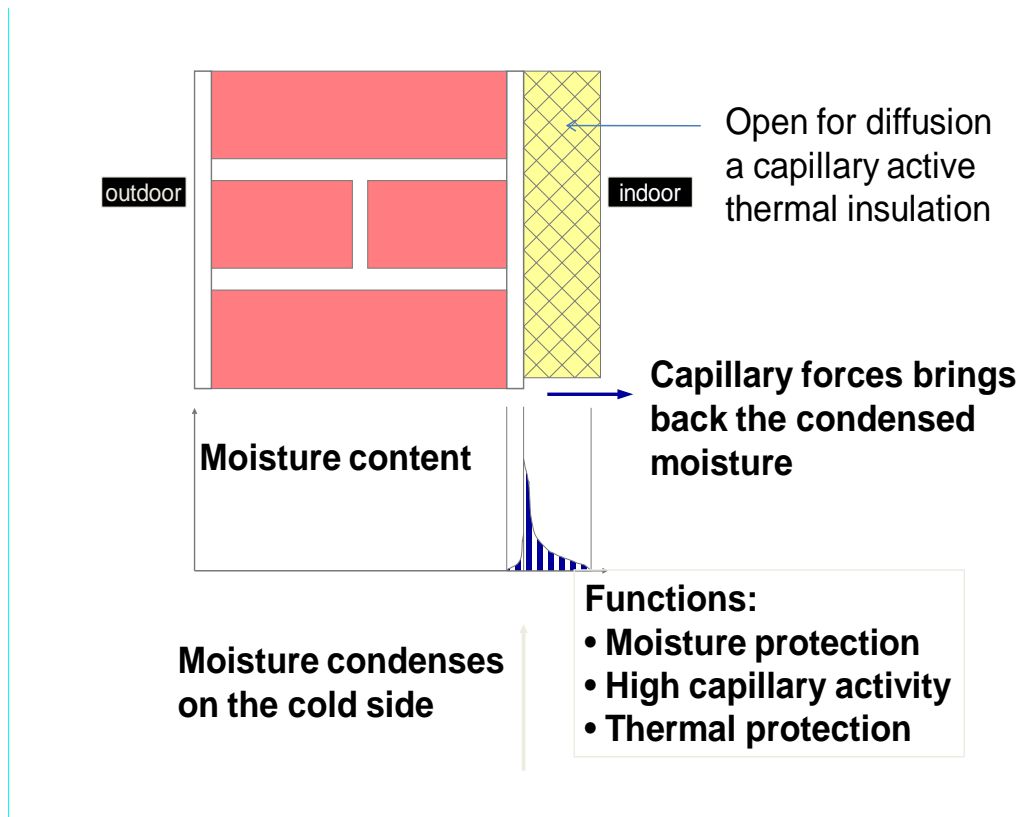 Open for diffusion
a capillary active
thermal insulation
outdoor
indoor
Capillary forces brings
back the condensed
moisture
Moisture content
Functions:
• Moisture protection
• High capillary activity
• Thermal protection
Moisture condenses
on the cold side